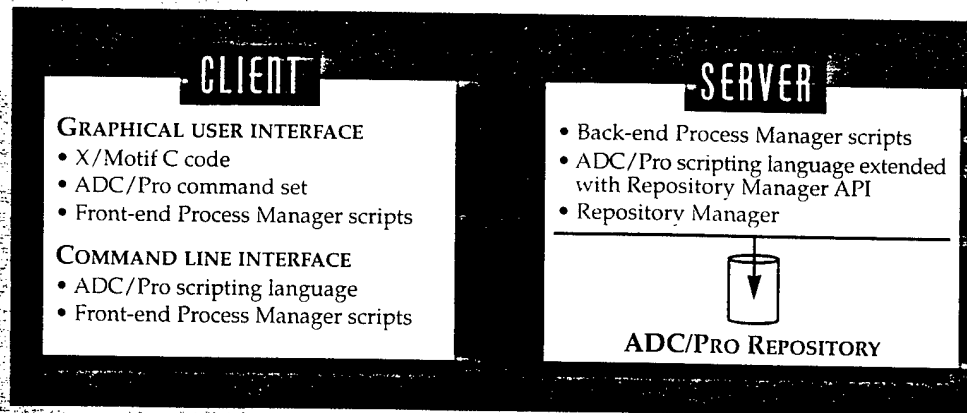 CLIENT
GRAPHICAL USER INTERFACE
• X/Motif C code
• ADC/Pro command set
• Front-end Process Manager scripts
COMMAND LINE INTERFACE
• ADC/Pro scripting language
• Front-end Process Manager scripts
SERVER
• Back-end Process Manager scripts
• ADC/Pro scripting language extended
with Repository Manager API
• Repository Manager
ADC/PRO REPOSITORY